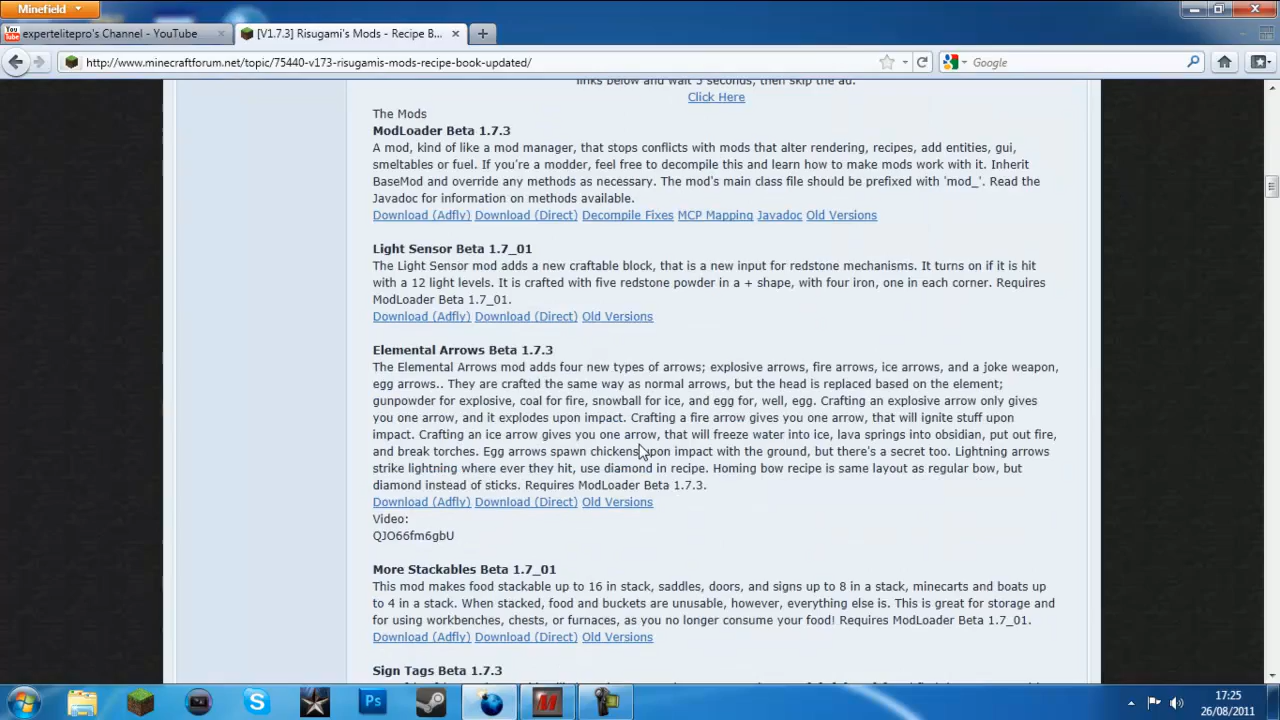 Minefield
expertelitepro's Channel - YouTube
[V1.7.3] Risugami's Mods - Recipe B...
http://www.minecraftforum.net/topic/75440-v173-risugamis-mods-recipe-book-updated/
Google
links below and wait 5 seconds, then skip the ad.
Click Here
The Mods
ModLoader Beta 1.7.3
A mod, kind of like a mod manager, that stops conflicts with mods that alter rendering, recipes, add entities, gui,
smeltables or fuel. If you're a modder, feel free to decompile this and learn how to make mods work with it. Inherit
BaseMod and override any methods as necessary. The mod's main class file should be prefixed with 'mod_'. Read the
Javadoc for information on methods available.
Download (Adfly) Download (Direct) Decompile Fixes MCP Mapping Javadoc Old Versions
Light Sensor Beta 1.7_01
The Light Sensor mod adds a new craftable block, that is a new input for redstone mechanisms. It turns on if it is hit
with a 12 light levels. It is crafted with five redstone powder in a + shape, with four iron, one in each corner. Requires
ModLoader Beta 1.7_01.
Download (Adfly) Download (Direct) Old Versions
Elemental Arrows Beta 1.7.3
The Elemental Arrows mod adds four new types of arrows; explosive arrows, fire arrows, ice arrows, and a joke weapon,
egg arrows.. They are crafted the same way as normal arrows, but the head is replaced based on the element;
gunpowder for explosive, coal for fire, snowball for ice, and egg for, well, egg. Crafting an explosive arrow only gives
you one arrow, and it explodes upon impact. Crafting a fire arrow gives you one arrow, that will ignite stuff upon
impact. Crafting an ice arrow gives you one arrow, that will freeze water into ice, lava springs into obsidian, put out fire,
and break torches. Egg arrows spawn chickens upon impact with the ground, but there's a secret too. Lightning arrows
strike lightning where ever they hit, use diamond in recipe. Homing bow recipe is same layout as regular bow, but
diamond instead of sticks. Requires ModLoader Beta 1.7.3.
Download (Adfly) Download (Direct) Old Versions
Video:
QJO66fm6gbU
More Stackables Beta 1.7_01
This mod makes food stackable up to 16 in stack, saddles, doors, and signs up to 8 in a stack, minecarts and boats up
to 4 in a stack. When stacked, food and buckets are unusable, however, everything else is. This is great for storage and
for using workbenches, chests, or furnaces, as you no longer consume your food! Requires ModLoader Beta 1.7_01.
Download (Adfly) Download (Direct) Old Versions
Sign Tags Beta 1.7.3
17:25
26/08/2011